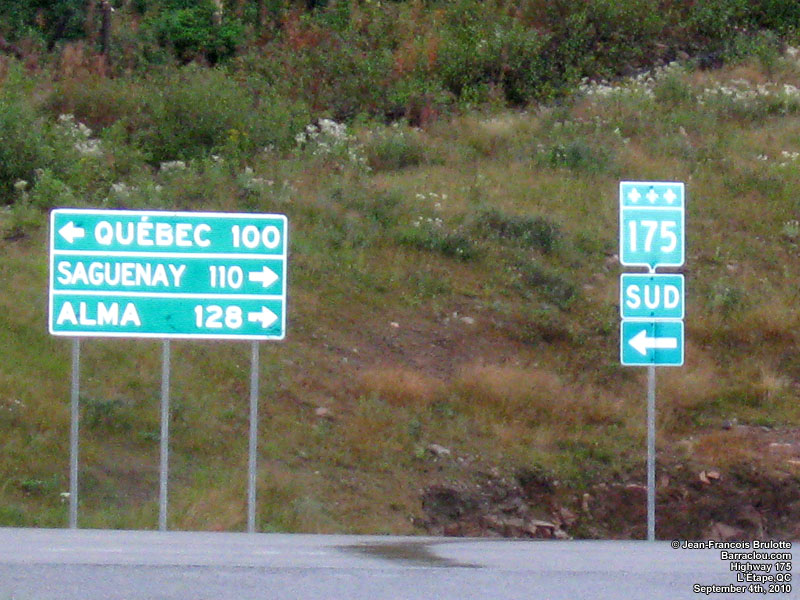 QUÉBEC 100
SAGUENAY 110
ALMA 128
175
SUD
© Jean-Francois Brulotte
Barraclou.com
Highway 175
L'Étape,QC
September 4th, 2010